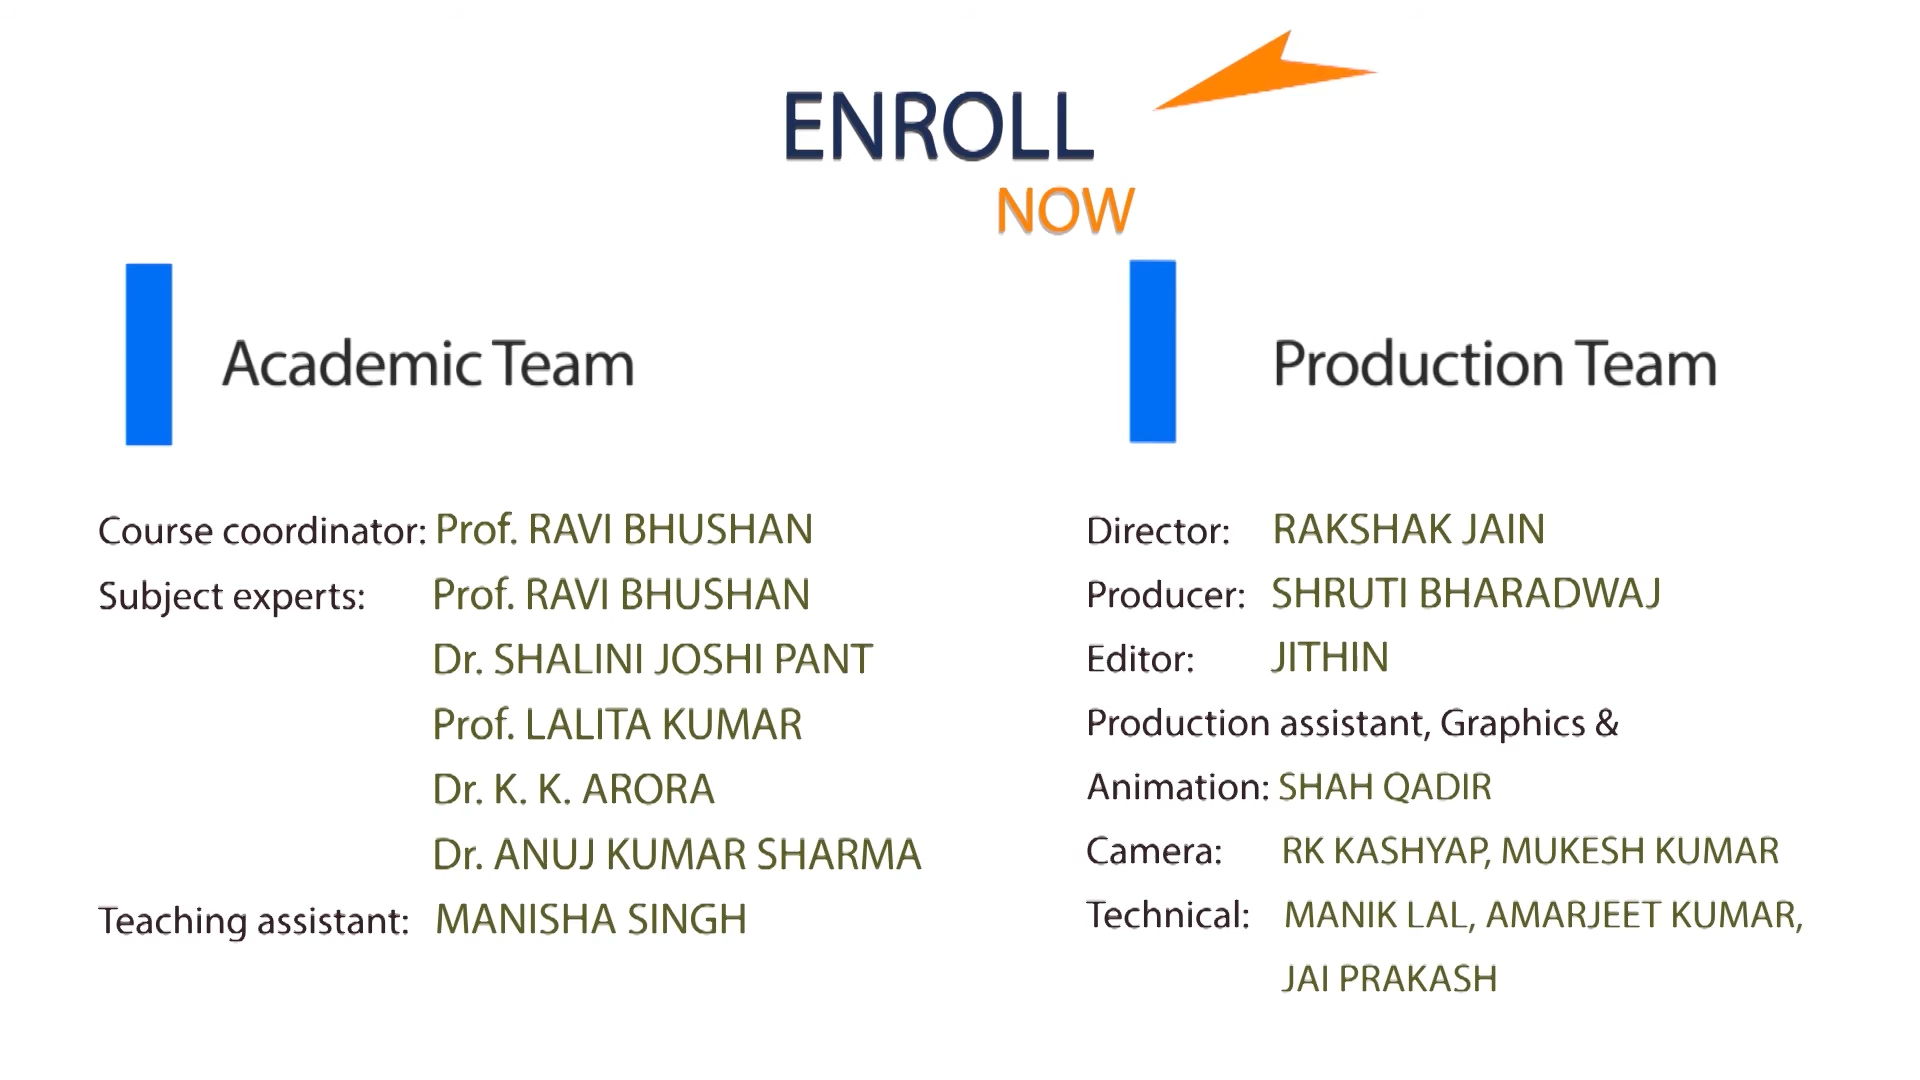 ENROLL
NOW
Academic Team
Course coordinator: Prof. RAVI BHUSHAN
Subject experts: Prof. RAVI BHUSHAN
Dr. SHALINI JOSHI PANT
Prof. LALITA KUMAR
Dr. K. K. ARORA
Dr. ANUJ KUMAR SHARMA
Teaching assistant: MANISHA SINGH
Production Team
Director: RAKSHAK JAIN
Producer: SHRUTI BHARADWAJ
Editor: JITHIN
Production assistant, Graphics &
Animation: SHAH QADIR
Camera: RK KASHYAP, MUKESH KUMAR
Technical: MANIK LAL, AMARJEET KUMAR,
JAI PRAKASH